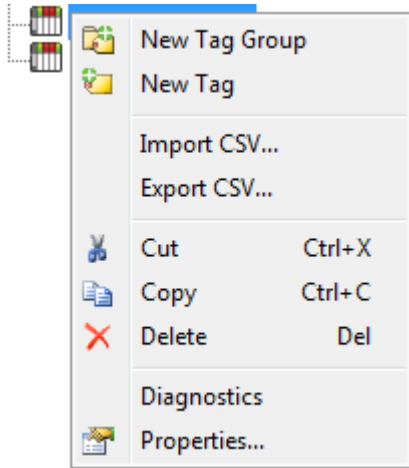 New Tag Group
New Tag
Import CSV...
Export CSV...
Cut Ctrl+X
Copy Ctrl+C
Delete Del
Diagnostics
Properties...